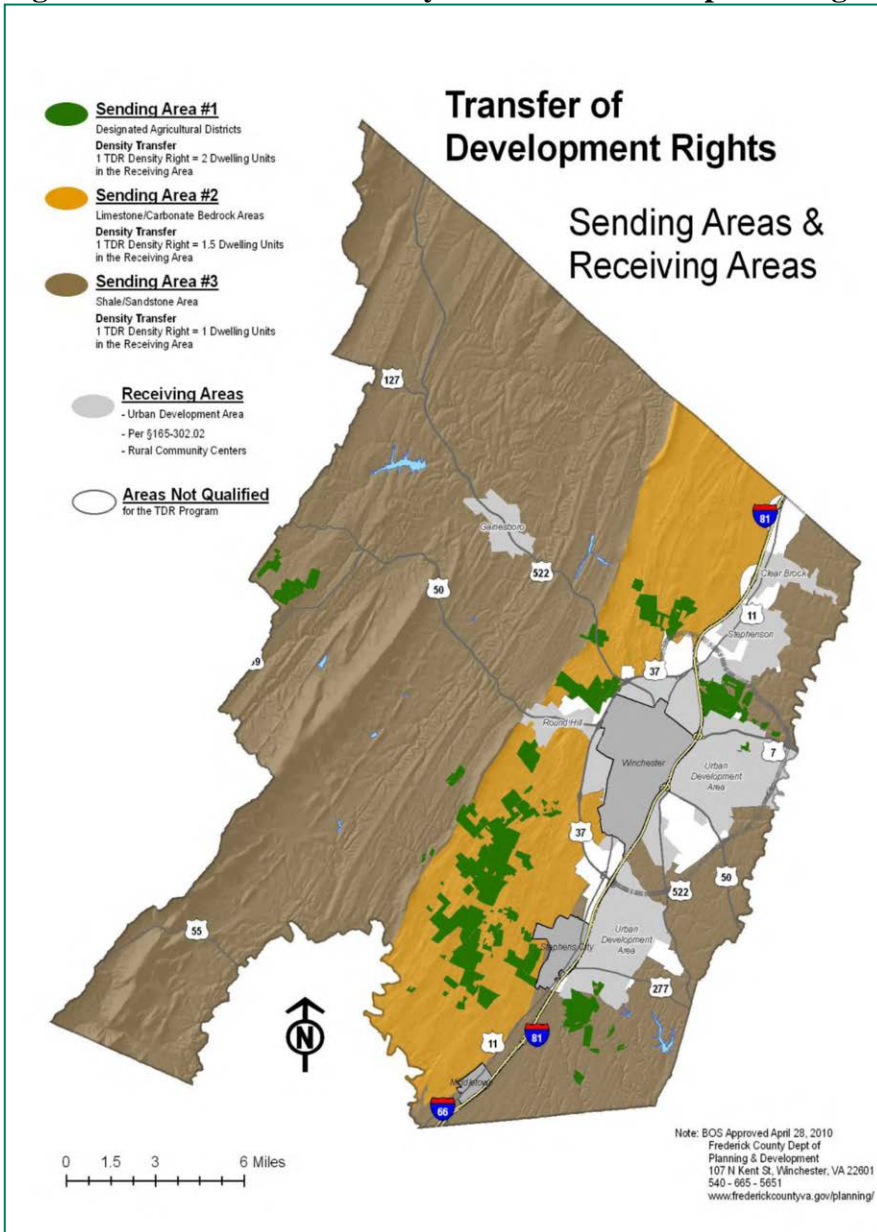 Transfer of
Development Rights
Sending Areas &
Receiving Areas
Sending Area #1
Designated Agricultural Districts
Density Transfer
1 TDR Density Right = 2 Dwelling Units
in the Receiving Area
Sending Area #2
Limestone/Carbonate Bedrock Areas
Density Transfer
1 TDR Density Right = 1.5 Dwelling Units
in the Receiving Area
Sending Area #3
Shale/Sandstone Area
Density Transfer
1 TDR Density Right = 1 Dwelling Units
in the Receiving Area
Receiving Areas
- Urban Development Area
- Per §165-302.02
- Rural Community Centers
Areas Not Qualified
for the TDR Program
127
81
Gainesboro
522
Clear Brock
50
11
Stephenson
37
Round Hill
7
Winchester
Urban
Development
Area
37
50
522
55
Urban
Development
Area
Stephens City
277
11
81
66
N
0 1.5 3 6 Miles
Note: BOS Approved April 28, 2010
Frederick County Dept of
Planning & Development
107 N Kent St, Winchester, VA 22601
540 - 665 - 5651
www.frederickcountyva.gov/planning/